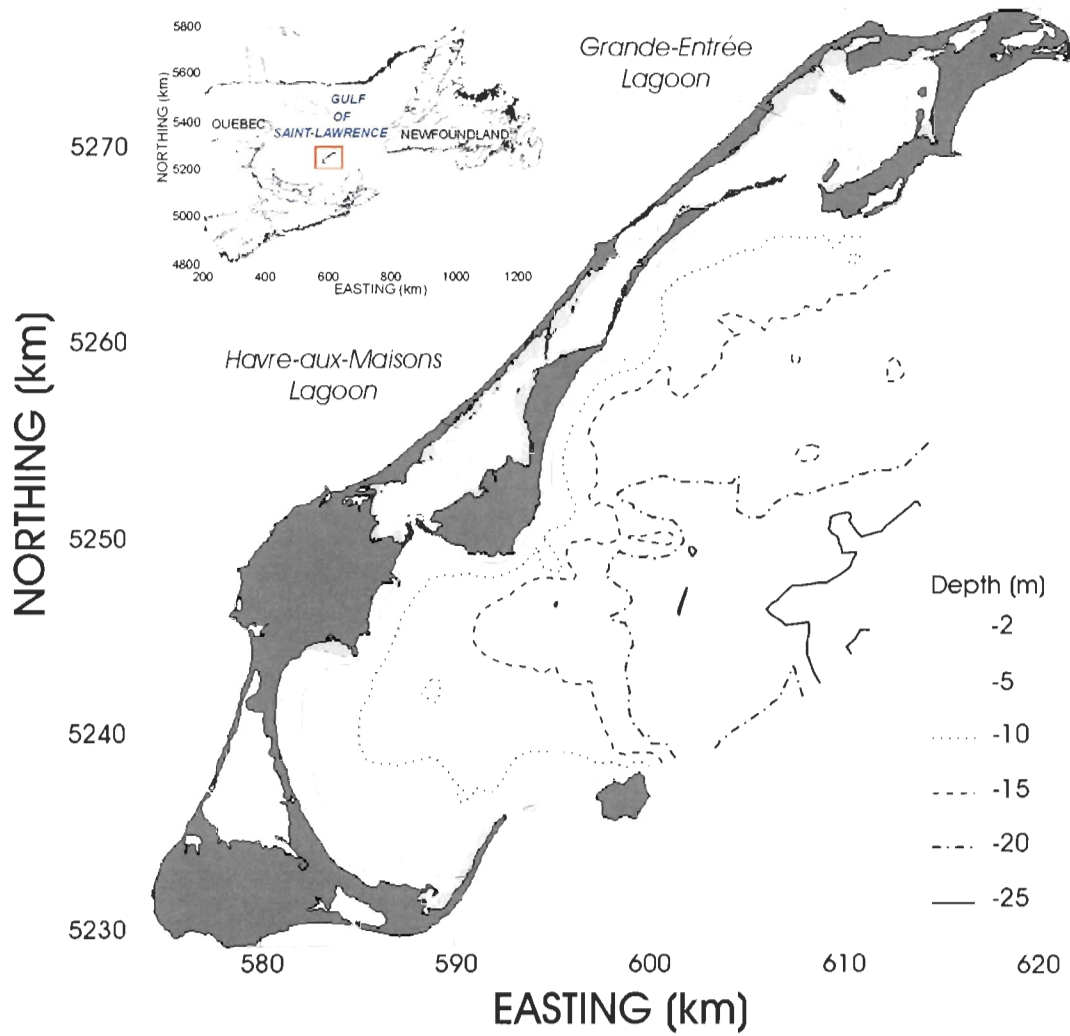 5800
5600
5400
5200
5000
4800
NORTHING (km)
200
400
600
800
1000
1200
EASTING (km)
QUEBEC
GULF
OF
SAINT-LAWRENCE
NEWFOUNDLAND
Grande-Entrée
Lagoon
Havre-aux-Maisons
Lagoon
5270
5260
5250
5240
5230
NORTHING (km)
Depth (m)
-2
-5
-10
-15
-20
-25
580
590
600
610
620
EASTING (km)